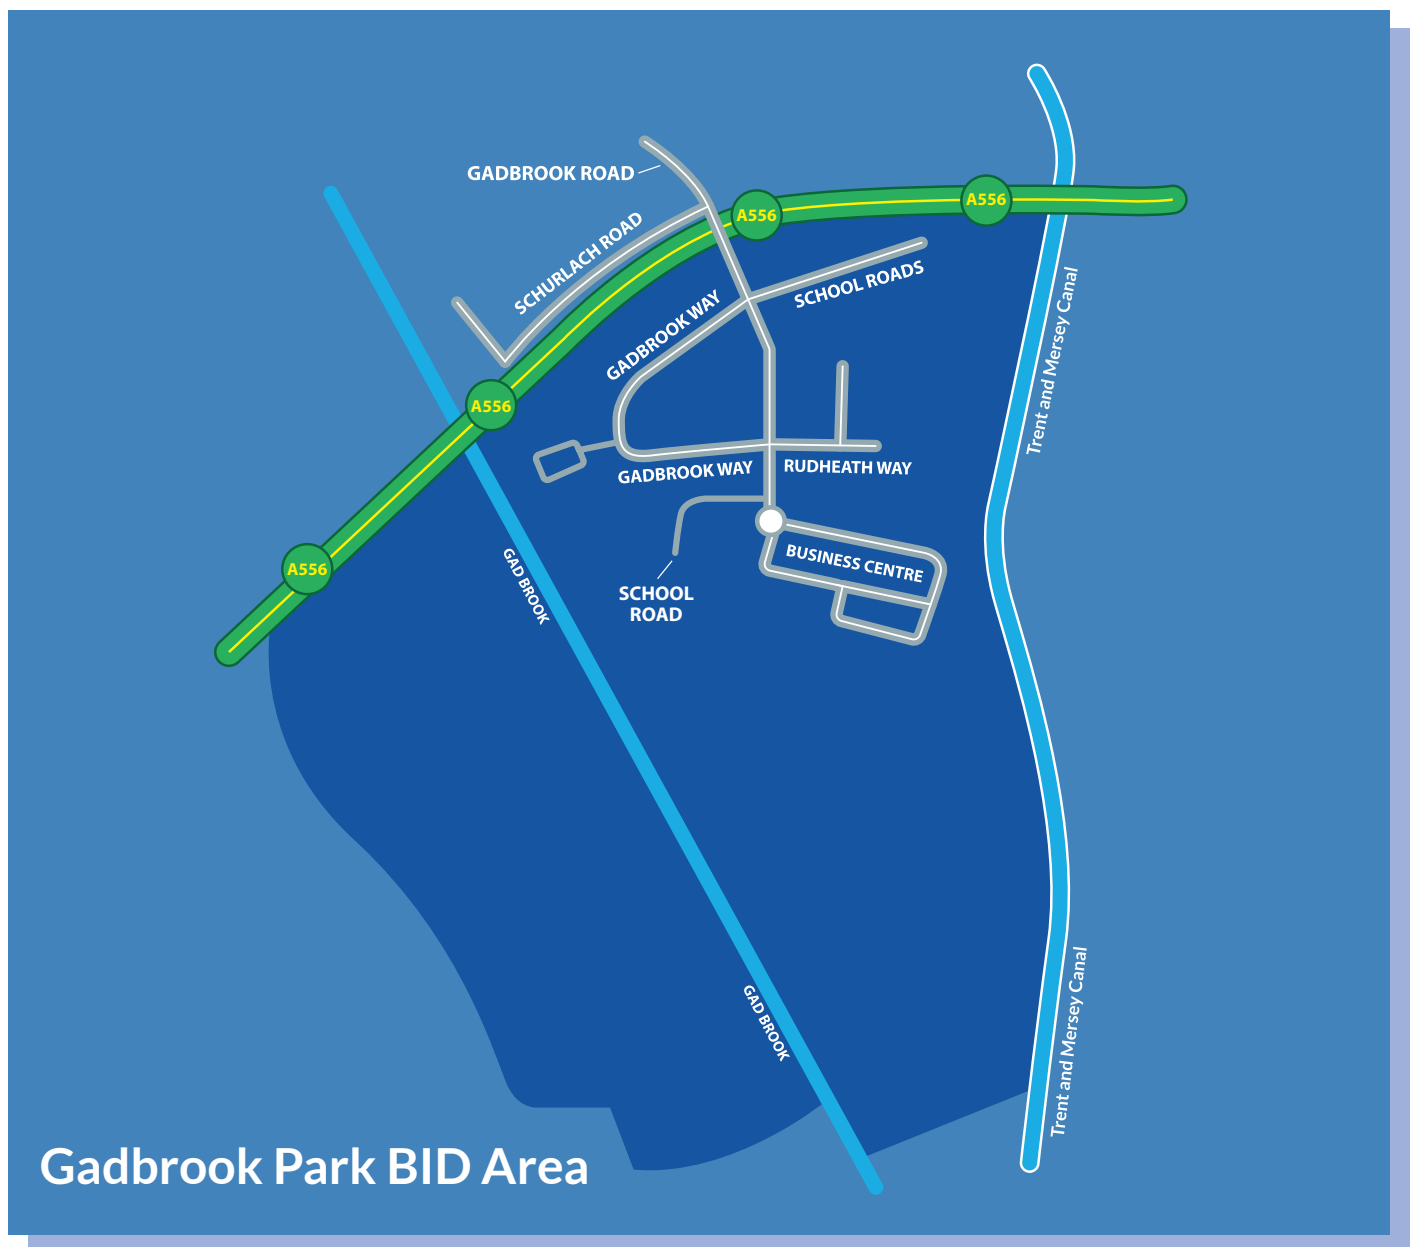 GADBROOK ROAD
SCHURLACH ROAD
A556
A556
SCHOOL ROADS
GADBROOK WAY
Trent and Mersey Canal
A556
GADBROOK WAY
RUDHEATH WAY
A556
GAD BROOK
BUSINESS CENTRE
SCHOOL
ROAD
GAD BROOK
Trent and Mersey Canal
Gadbrook Park BID Area